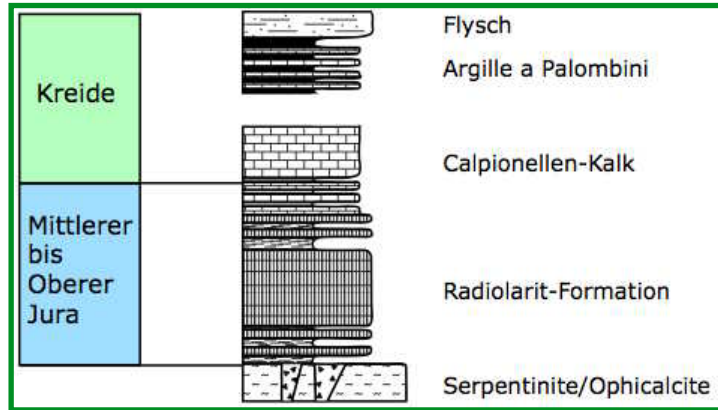 Flysch
Argille a Palombini
Kreide
Calpionellen-Kalk
Mittlerer
bis
Oberer
Jura
Radiolarit-Formation
Serpentinite/Ophicalcite